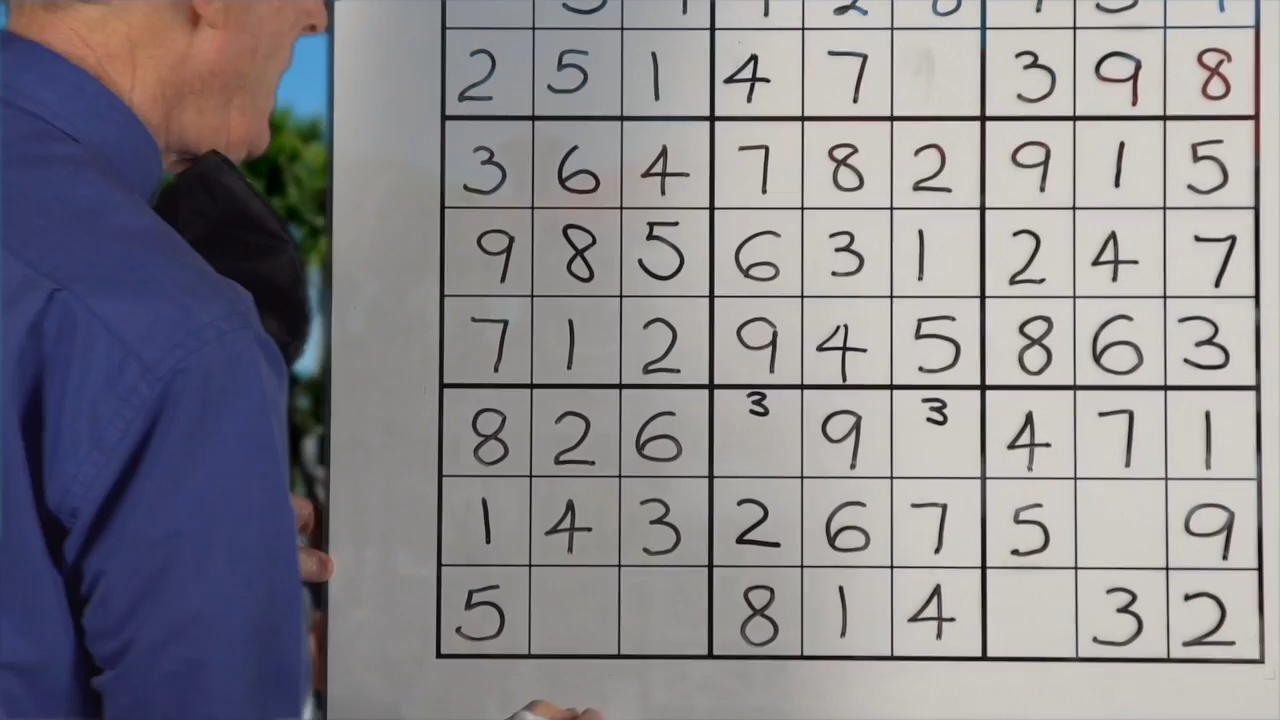 2 5 1 4 7 3 9 8
3 6 4 7 8 2 9 1 5
9 8 5 6 3 1 2 4 7
7 1 2 9 4 5 8 6 3
8 2 6 3 9 3 4 7 1
1 4 3 2 6 7 5 9
5 8 1 4 3 2